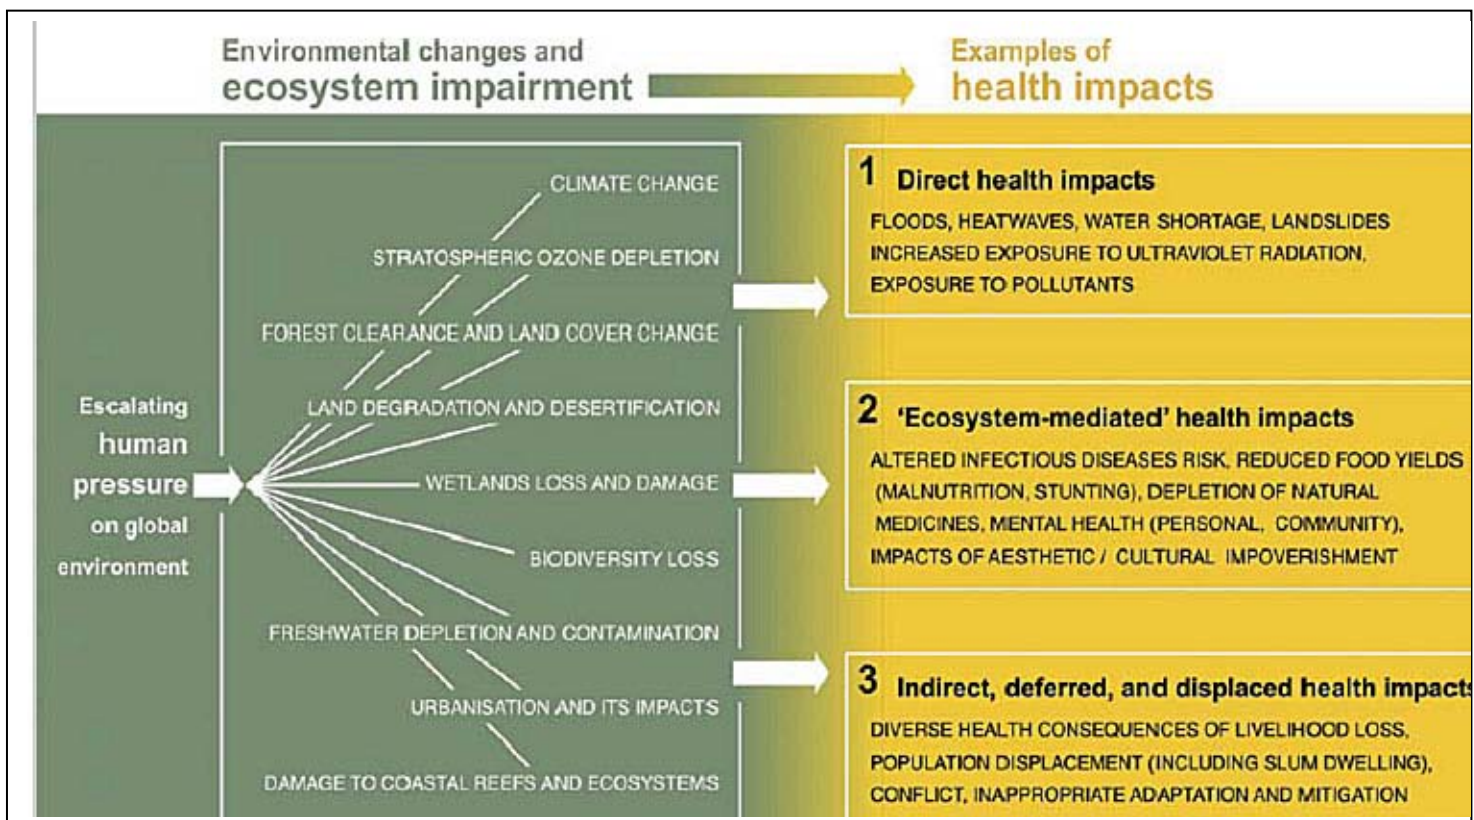 Environmental changes and
ecosystem impairment
Examples of
health impacts
Escalating
human
pressure
on global
environment
CLIMATE CHANGE
STRATOSPHERIC OZONE DEPLETION
FOREST CLEARANCE AND LAND COVER CHANGE
LAND DEGRADATION AND DESERTIFICATION
WETLANDS LOSS AND DAMAGE
BIODIVERSITY LOSS
FRESHWATER DEPLETION AND CONTAMINATION
URBANISATION AND ITS IMPACTS
DAMAGE TO COASTAL REEFS AND ECOSYSTEMS
1 Direct health impacts
FLOODS, HEATWAVES, WATER SHORTAGE, LANDSLIDES
INCREASED EXPOSURE TO ULTRAVIOLET RADIATION,
EXPOSURE TO POLLUTANTS
2 ‘Ecosystem-mediated’ health impacts
ALTERED INFECTIOUS DISEASES RISK, REDUCED FOOD YIELDS
(MALNUTRITION, STUNTING), DEPLETION OF NATURAL
MEDICINES, MENTAL HEALTH (PERSONAL, COMMUNITY),
IMPACTS OF AESTHETIC / CULTURAL IMPOVERISHMENT
3 Indirect, deferred, and displaced health impacts
DIVERSE HEALTH CONSEQUENCES OF LIVELIHOOD LOSS,
POPULATION DISPLACEMENT (INCLUDING SLUM DWELLING),
CONFLICT, INAPPROPRIATE ADAPTATION AND MITIGATION